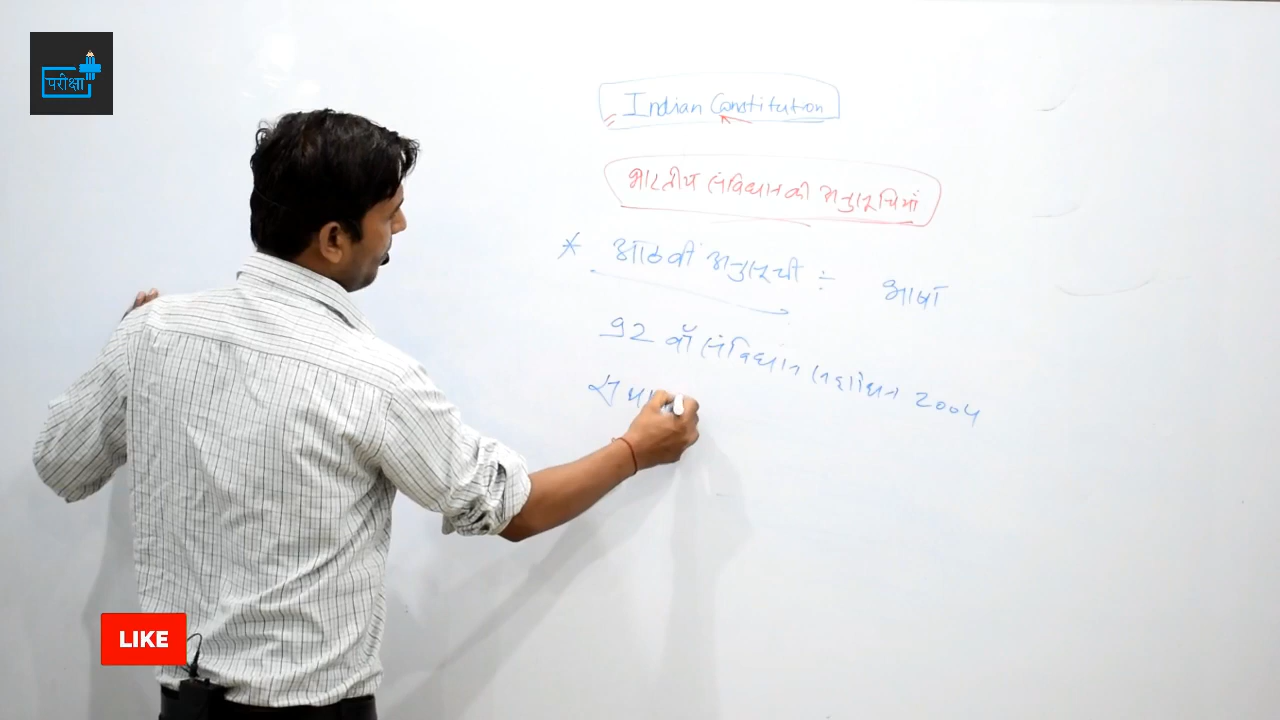 परीक्षा
Indian Constitution
भारतीय संविधान की अनुसूचियां
* आठवी अनुसूची ÷ भाषा
92 वाँ संविधान संशोधन 2004
LIKE